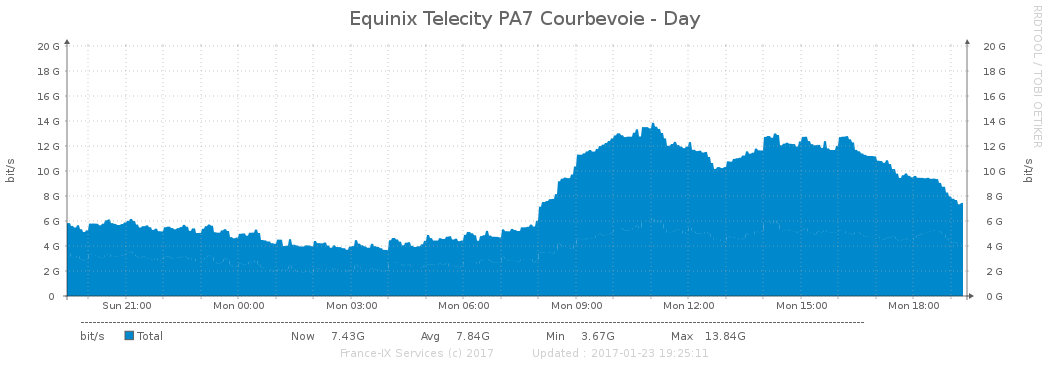 Equinix Telecity PA7 Courbevoie - Day
RRDTOOL / TOBI OETIKER
20 G 20 G
18 G 18 G
16 G 16 G
14 G 14 G
12 G 12 G
10 G 10 G
8 G 8 G
6 G 6 G
4 G 4 G
2 G 2 G
0 0 G
bit/s bit/s
Sun 21:00 Mon 00:00 Mon 03:00 Mon 06:00 Mon 09:00 Mon 12:00 Mon 15:00 Mon 18:00
bit/s Total Now 7.43G Avg 7.84G Min 3.67G Max 13.84G
France-IX Services (c) 2017 Updated : 2017-01-23 19:25:11